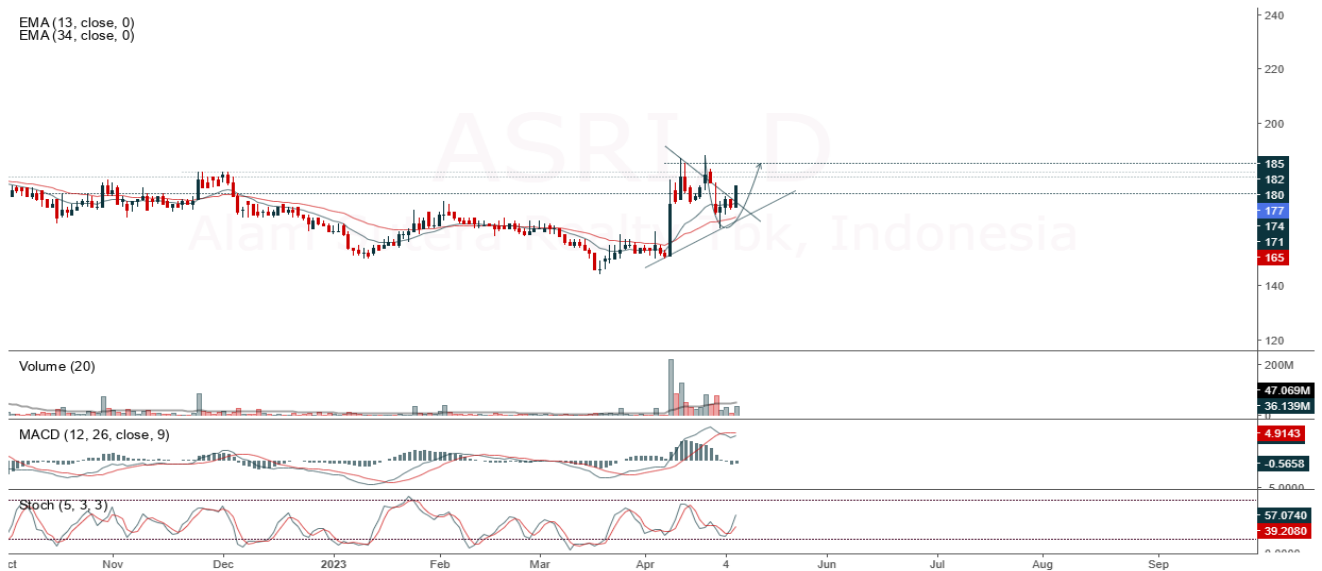 EMA (13, close, 0)
EMA (34, close, 0)
240
220
200
185
182
180
177
174
171
165
140
120
ASRI, D
Volume (20)
200M
47.069M
36.139M
MACD (12, 26, close, 9)
4.9143
-0.5658
Stoch (5, 3, 3)
57.0740
39.2080
Nov
Dec
2023
Feb
Mar
Apr
4
Jun
Jul
Aug
Sep